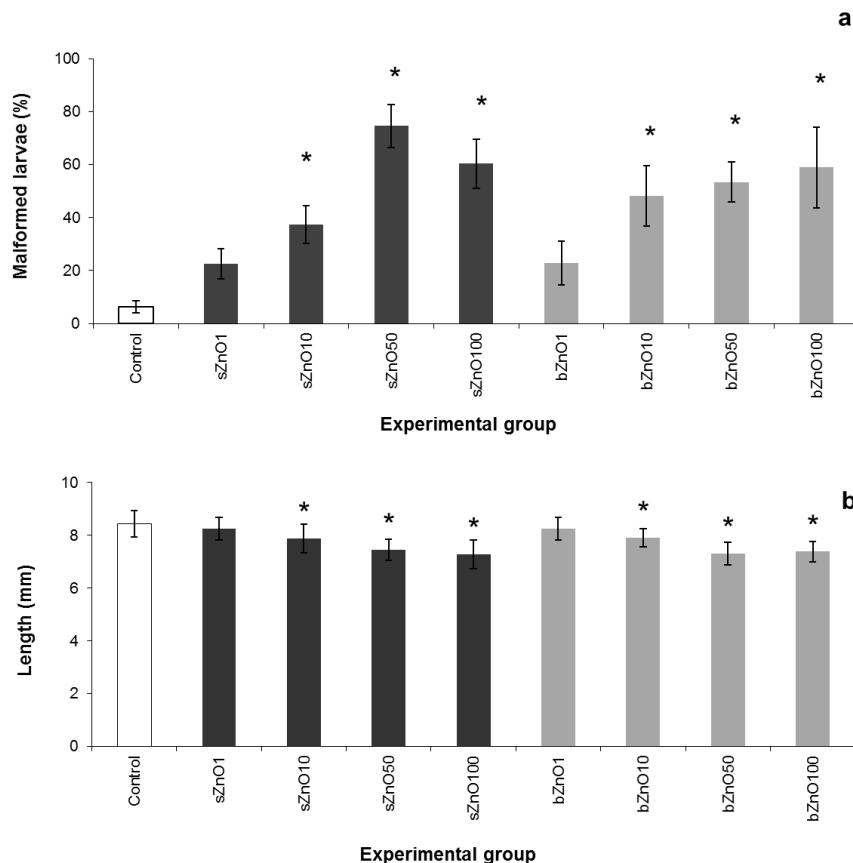 a
Malformed larvae (%)
100
80
60
40
20
0
* * * * * *
Control
sZnO1
sZnO10
sZnO50
sZnO100
bZnO1
bZnO10
bZnO50
bZnO100
Experimental group
b
Length (mm)
10
8
6
4
2
0
* * * * * *
Control
sZnO1
sZnO10
sZnO50
sZnO100
bZnO1
bZnO10
bZnO50
bZnO100
Experimental group